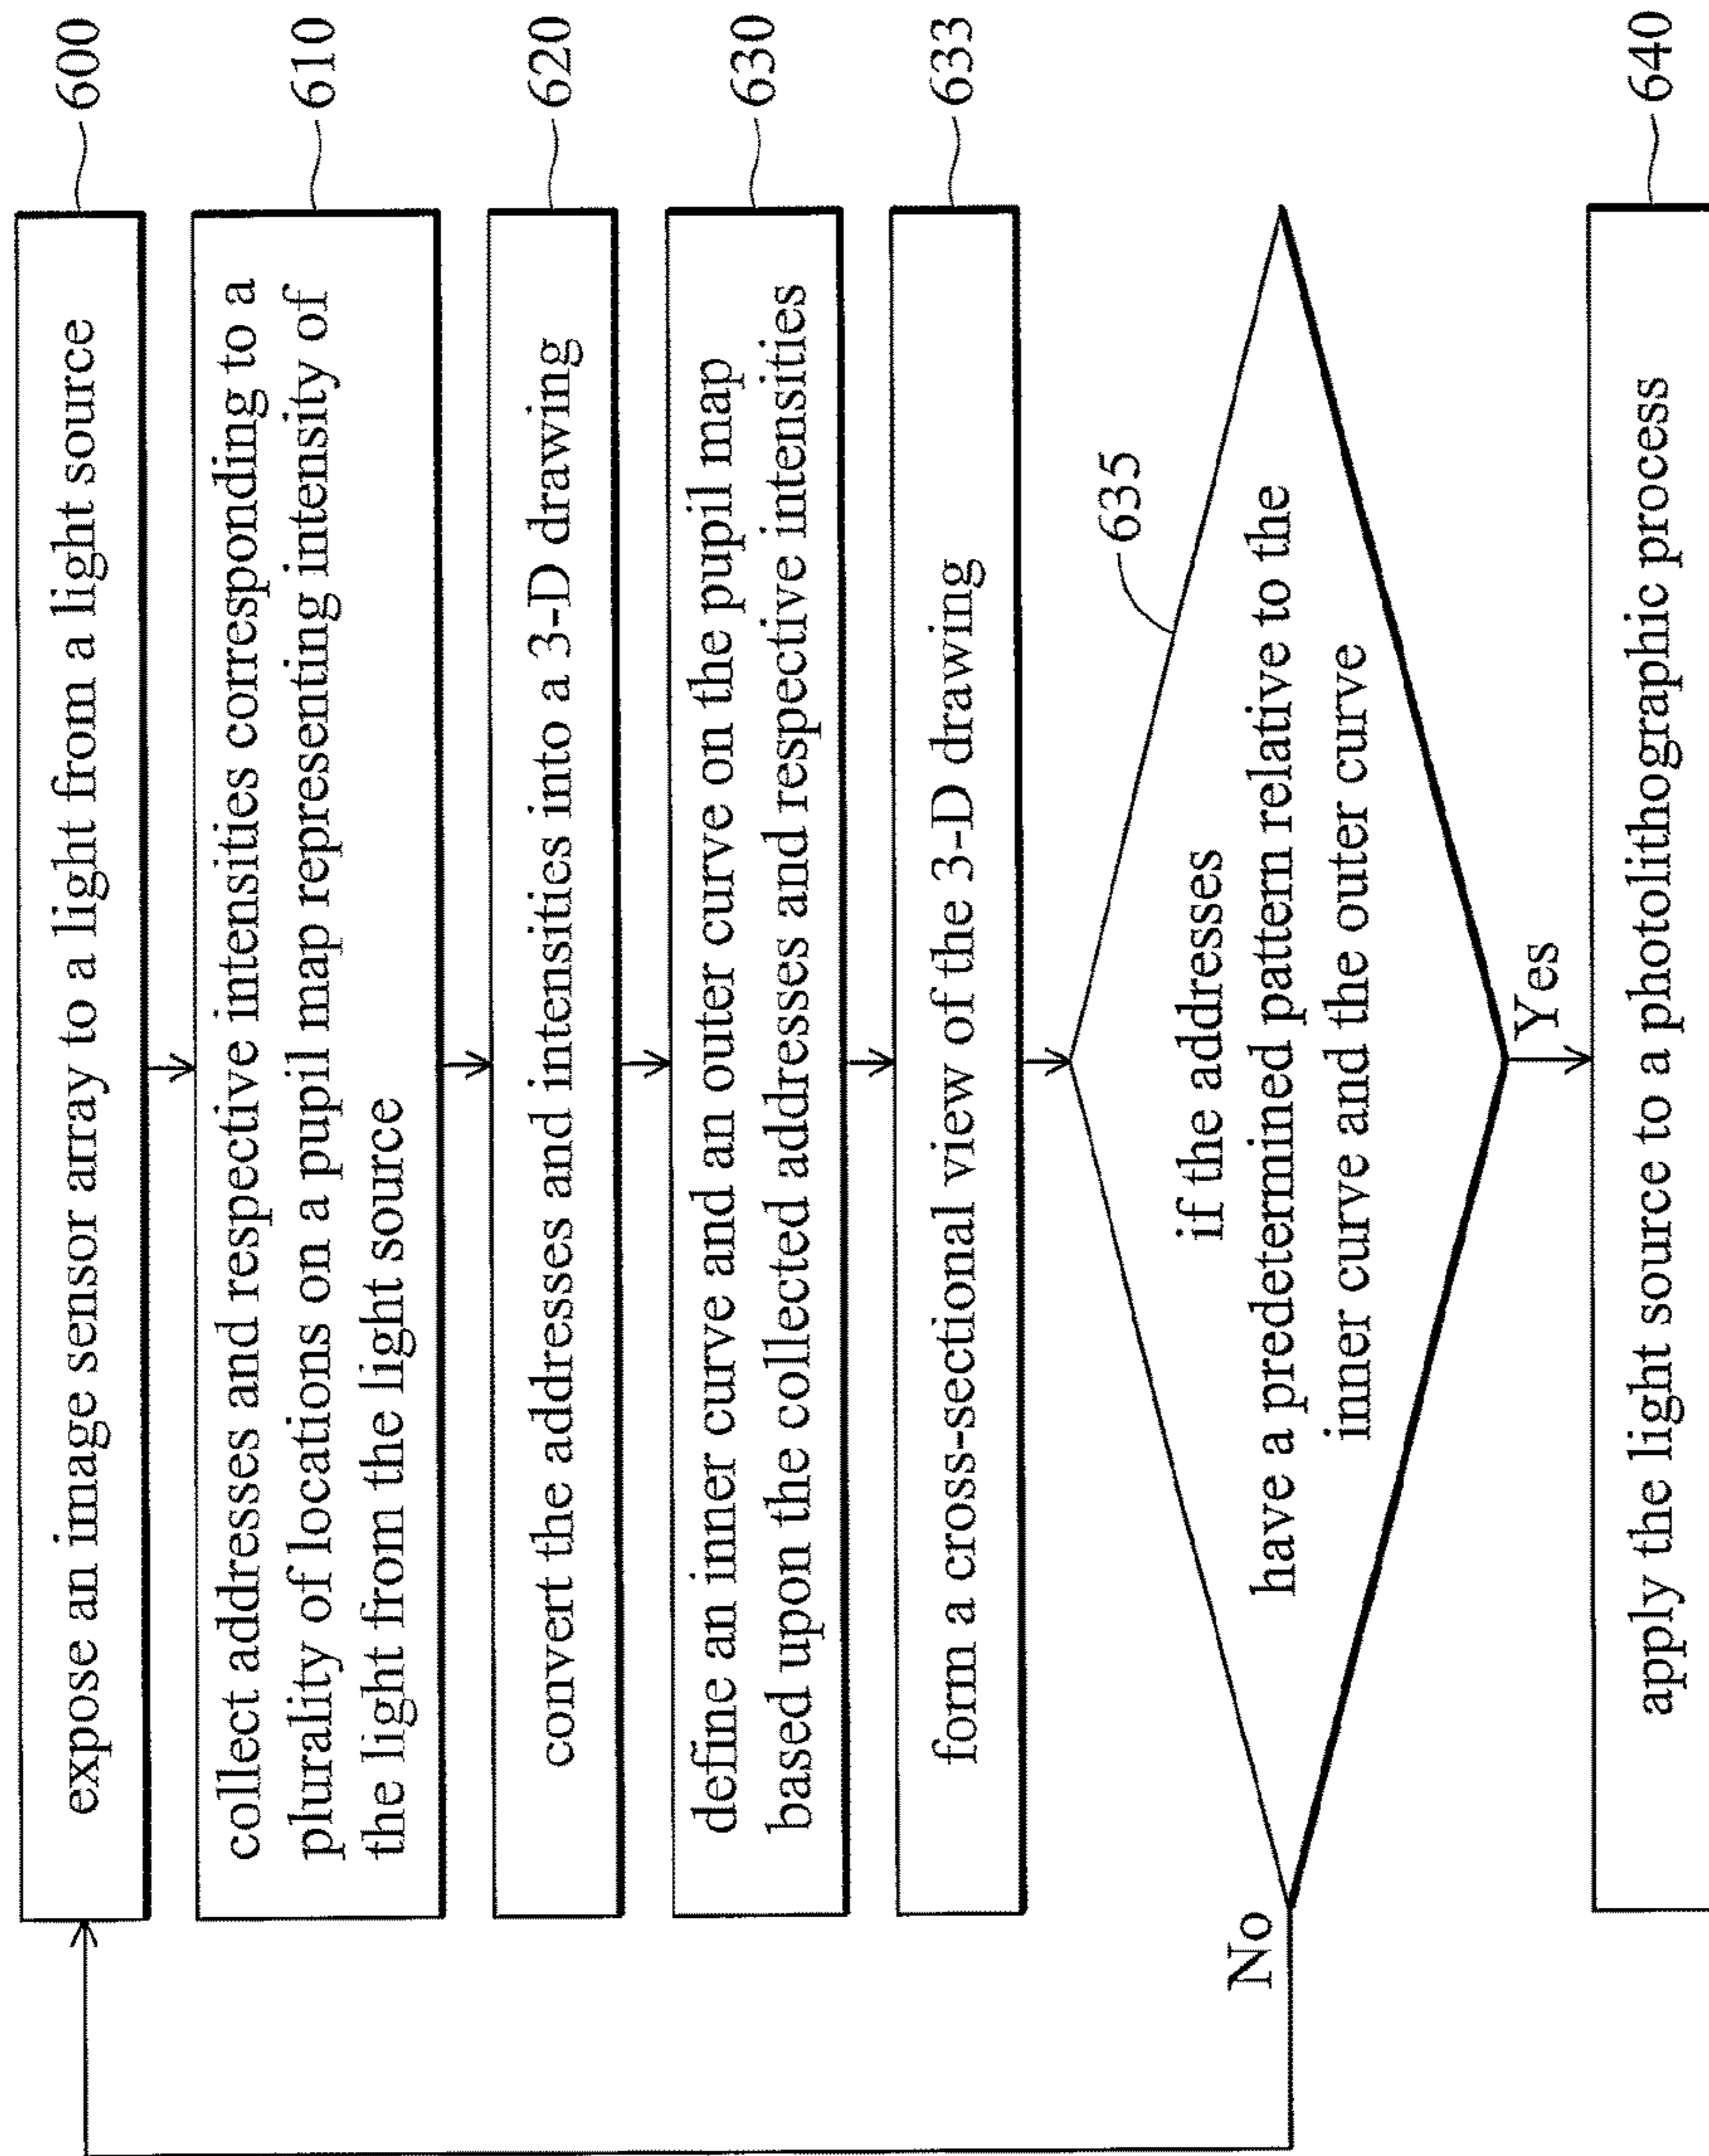 expose an image sensor array to a light from a light source
600
collect addresses and respective intensities corresponding to a
plurality of locations on a pupil map representing intensity of
the light from the light source
610
convert the addresses and intensities into a 3-D drawing
620
define an inner curve and an outer curve on the pupil map
based upon the collected addresses and respective intensities
630
form a cross-sectional view of the 3-D drawing
633
635
if the addresses
have a predetermined pattern relative to the
inner curve and the outer curve
No
Yes
apply the light source to a photolithographic process
640